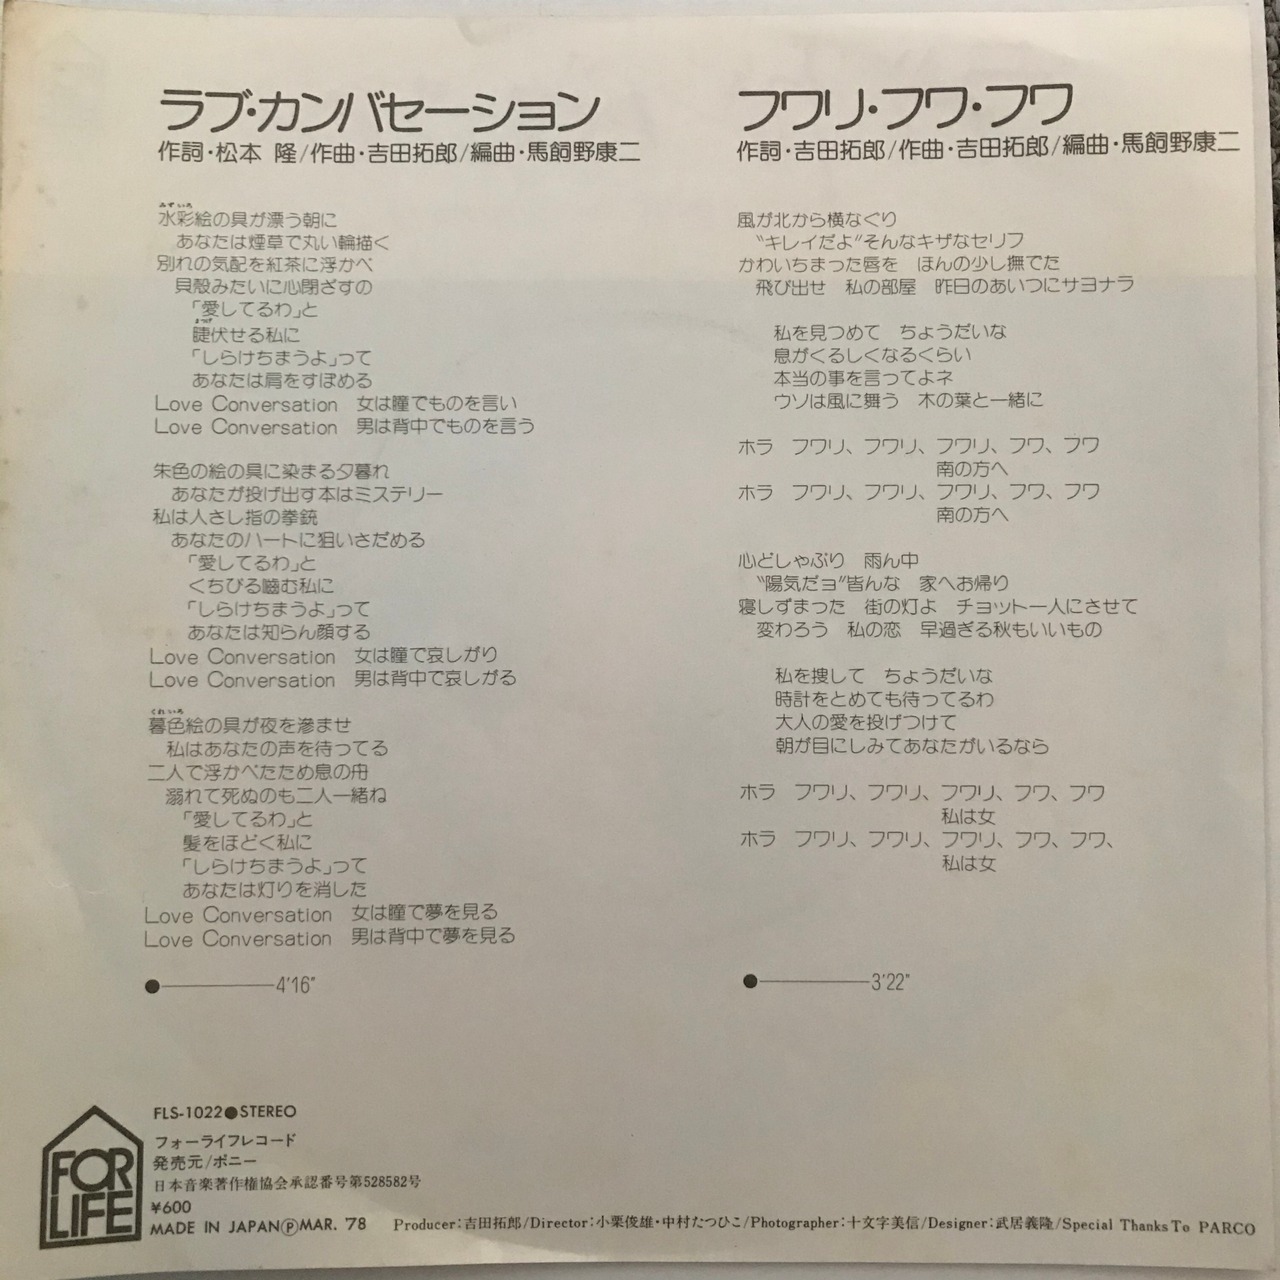 ラブ・カンバセーション
作詞・松本 隆/作曲・吉田拓郎/編曲・馬飼野康二
みずいろ
水彩絵の具が漂う朝に
あなたは煙草で丸い輪描く
別れの気配を紅茶に浮かべ
貝殻みたいに心閉ざすの
「愛してるわ」と
まつげ
睫伏せる私に
「しらけちまうよ」って
あなたは肩をすぼめる
Love Conversation 女は瞳でものを言い
Love Conversation 男は背中でものを言う
朱色の絵の具に染まる夕暮れ
あなたが投げ出す本はミステリー
私は人さし指の拳銃
あなたのハートに狙いさだめる
「愛してるわ」と
くちびる嚙む私に
「しらけちまうよ」って
あなたは知らん顔する
Love Conversation 女は瞳で哀しがり
Love Conversation 男は背中で哀しがる
くれいろ
暮色絵の具が夜を滲ませ
私はあなたの声を待ってる
二人で浮かべたため息の舟
溺れて死ぬのも二人一緒ね
「愛してるわ」と
髪をほどく私に
「しらけちまうよ」って
あなたは灯りを消した
Love Conversation 女は瞳で夢を見る
Love Conversation 男は背中で夢を見る
●────4'16"
フワリ・フワ・フワ
作詞・吉田拓郎/作曲・吉田拓郎/編曲・馬飼野康二
風が北から横なぐり
〝キレイだよ〟そんなキザなセリフ
かわいちまった唇を ほんの少し撫でた
飛び出せ 私の部屋 昨日のあいつにサヨナラ
私を見つめて ちょうだいな
息がくるしくなるくらい
本当の事を言ってよネ
ウソは風に舞う 木の葉と一緒に
ホラ フワリ、フワリ、フワリ、フワ、フワ
南の方へ
ホラ フワリ、フワリ、フワリ、フワ、フワ
南の方へ
心どしゃぶり 雨ん中
〝陽気だヨ〟皆んな 家へお帰り
寝しずまった 街の灯よ チョット一人にさせて
変わろう 私の恋 早過ぎる秋もいいもの
私を捜して ちょうだいな
時計をとめても待ってるわ
大人の愛を投げつけて
朝が目にしみてあなたがいるなら
ホラ フワリ、フワリ、フワリ、フワ、フワ
私は女
ホラ フワリ、フワリ、フワリ、フワ、フワ、
私は女
●────3'22"
FOR
LIFE
FLS-1022●STEREO
フォーライフレコード
発売元/ポニー
日本音楽著作権協会承認番号第528582号
¥600
MADE IN JAPANⓅMAR. 78 Producer:吉田拓郎/Director:小栗俊雄・中村たつひこ/Photographer:十文字美信/Designer:武居義隆/Special Thanks To PARCO